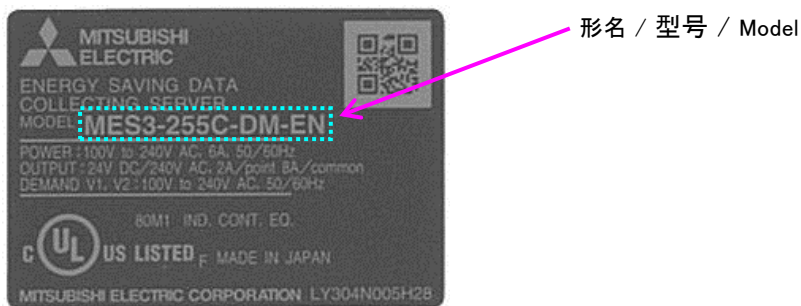 MITSUBISHI
ELECTRIC
形名 / 型号 / Model
ENERGY SAVING DATA
COLLECTING SERVER
MODEL MES3-255C-DM-EN
POWER : 100V to 240V AC, 6A, 50/60Hz
OUTPUT : 24V DC/240V AC, 2A/point 8A/common
DEMAND V1, V2 : 100V to 240V AC, 50/60Hz
80M1 IND. CONT. EQ.
C UL US LISTED F MADE IN JAPAN
MITSUBISHI ELECTRIC CORPORATION LY304N005H28